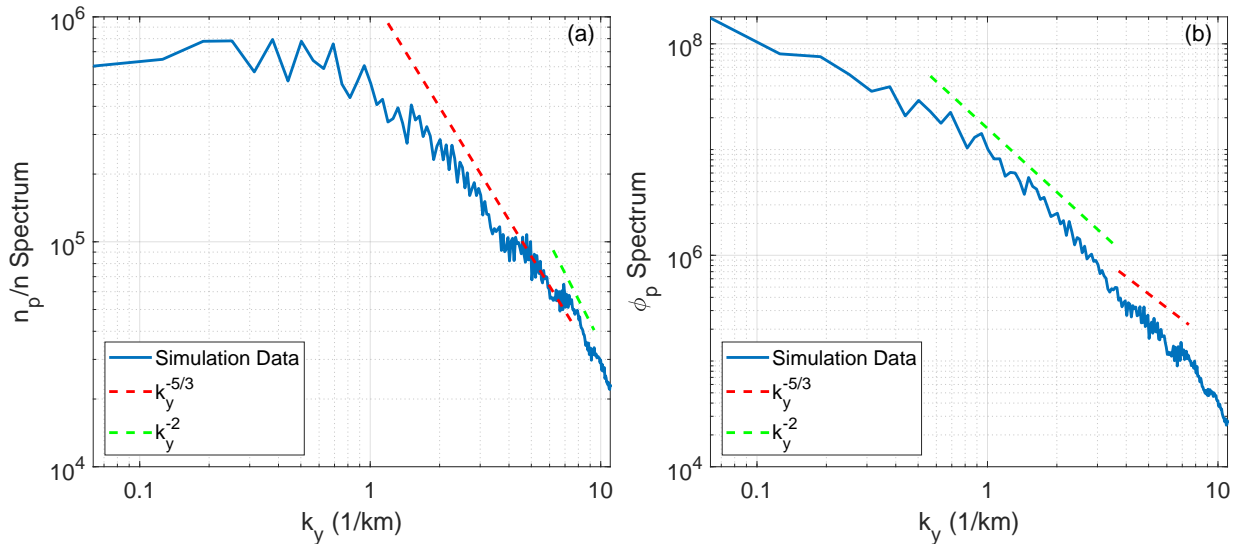 (a)
10^6
10^5
10^4
n_p/n Spectrum
0.1
1
10
k_y (1/km)
Simulation Data
k_y^-5/3
k_y^-2
(b)
10^8
10^6
10^4
ϕ_p Spectrum
0.1
1
10
k_y (1/km)
Simulation Data
k_y^-5/3
k_y^-2